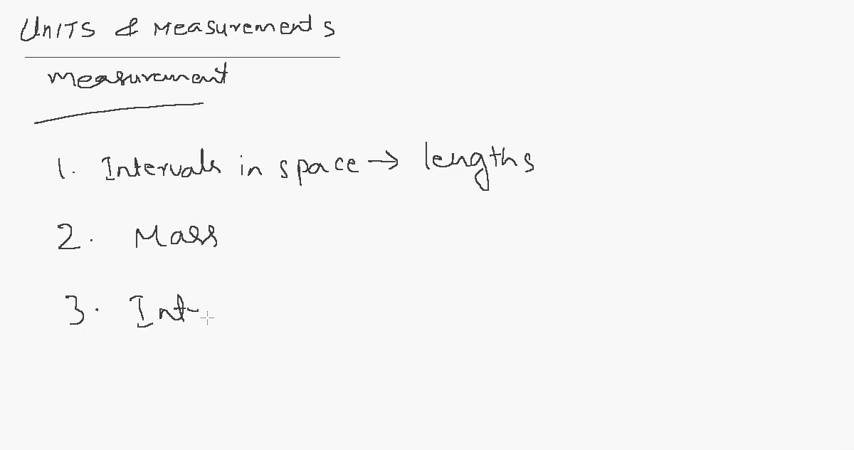 UNITS & Measurements
Measurement
1. Intervals in space → lengths
2. Mass
3. Int